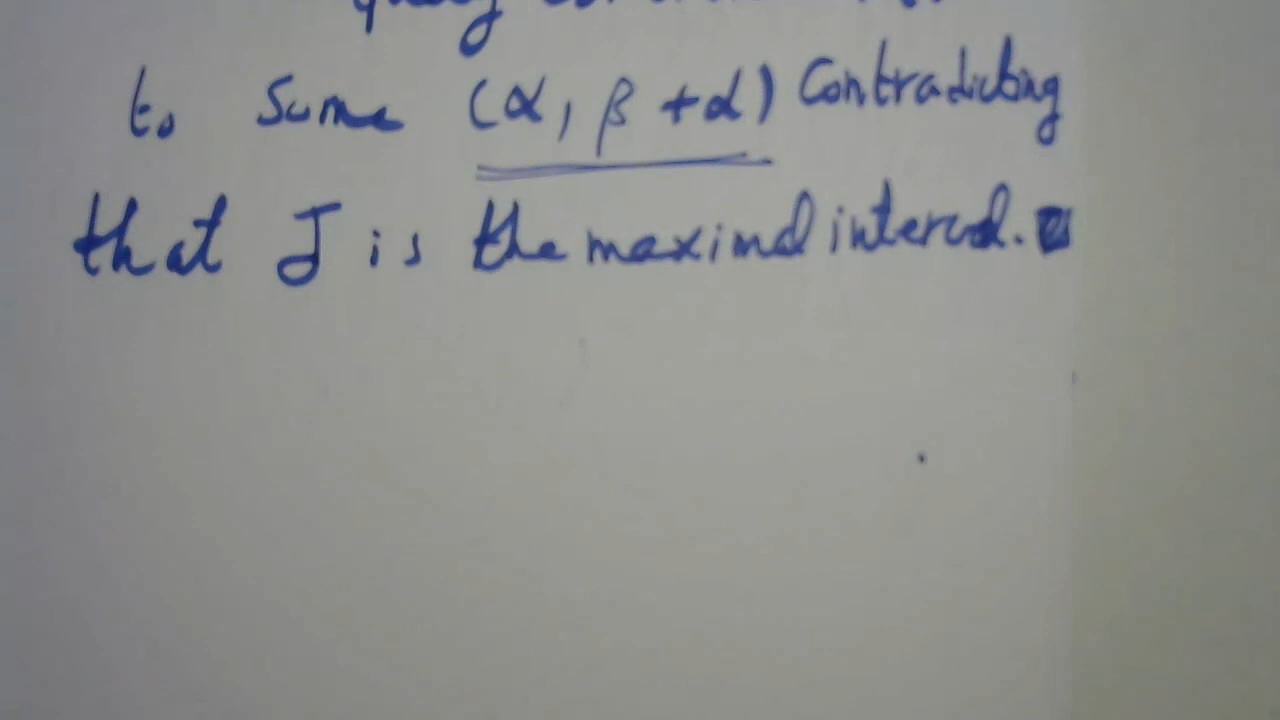 to some (α, β + α) Contradicting
that J is the maximal interval.